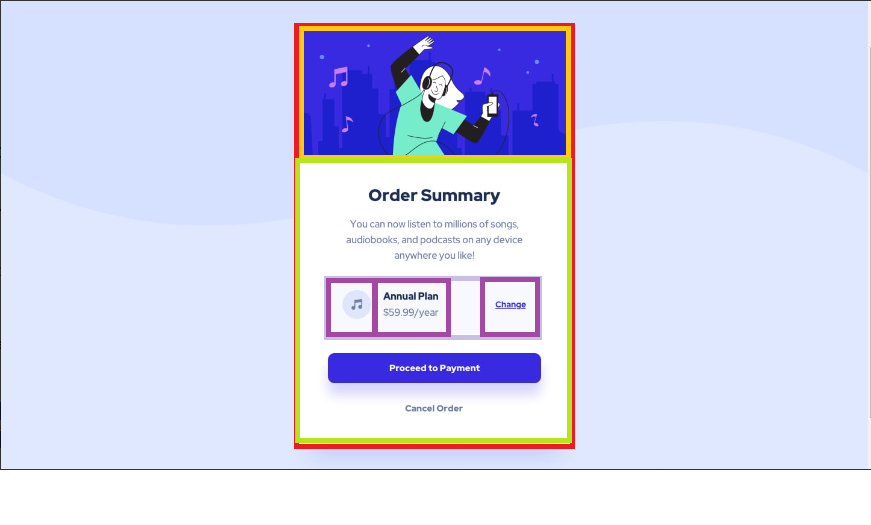 Order Summary
You can now listen to millions of songs,
audiobooks, and podcasts on any device
anywhere you like!
Annual Plan
$59.99/year
Change
Proceed to Payment
Cancel Order